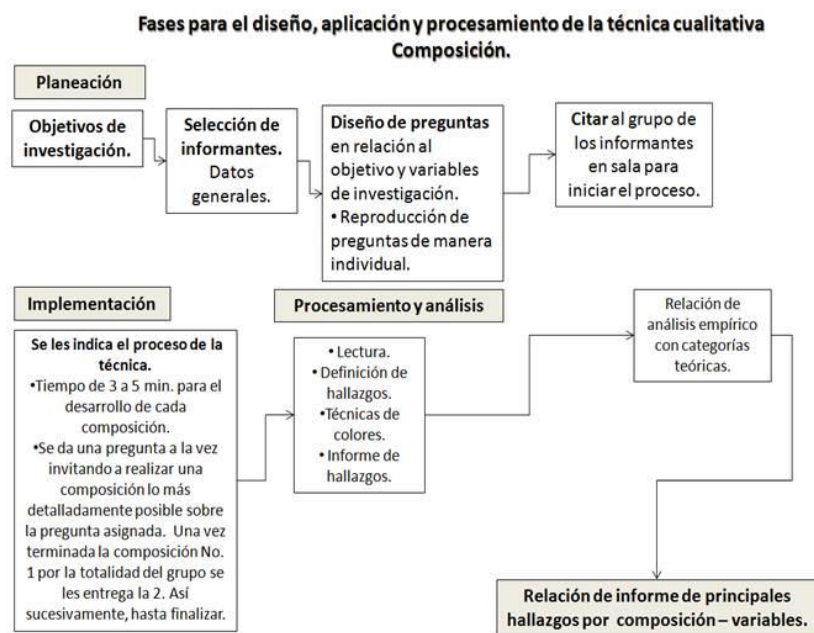 Fases para el diseño, aplicación y procesamiento de la técnica cualitativa
Composición.
Planeación
Objetivos de
investigación.
Selección de
informantes.
Datos
generales.
Diseño de preguntas
en relación al
objetivo y variables
de investigación.
• Reproducción de
preguntas de manera
individual.
Citar al grupo de
los informantes
en sala para
iniciar el proceso.
Implementación
Se les indica el proceso de la
técnica.
•Tiempo de 3 a 5 min. para el
desarrollo de cada
composición.
•Se da una pregunta a la vez
invitando a realizar una
composición lo más
detalladamente posible sobre
la pregunta asignada. Una vez
terminada la composición No.
1 por la totalidad del grupo se
les entrega la 2. Así
sucesivamente, hasta finalizar.
Procesamiento y análisis
• Lectura.
• Definición de
hallazgos.
•Técnicas de
colores.
• Informe de
hallazgos.
Relación de
análisis empírico
con categorías
teóricas.
Relación de informe de principales
hallazgos por composición – variables.